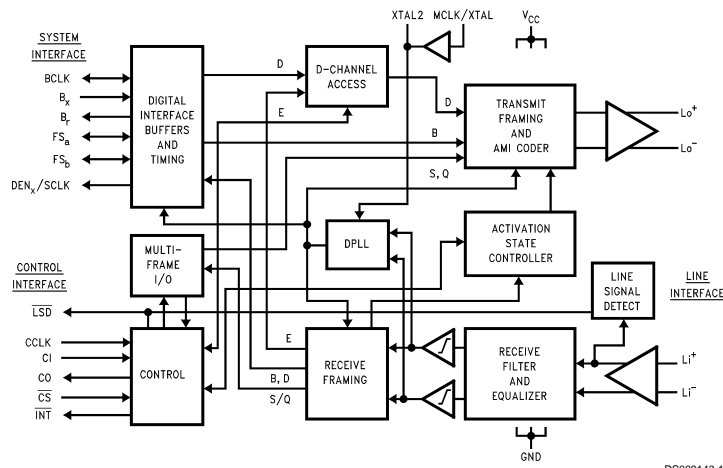 XTAL2 MCLK/XTAL VCC
SYSTEM
INTERFACE
BCLK
Bx
Br
FSa
FSb
DENx/SCLK
DIGITAL
INTERFACE
BUFFERS
AND
TIMING
D
E
B
S, Q
D-CHANNEL
ACCESS
D
TRANSMIT
FRAMING
AND
AMI CODER
Lo+
Lo-
MULTI-
FRAME
I/O
DPLL
ACTIVATION
STATE
CONTROLLER
LINE
SIGNAL
DETECT
LINE
INTERFACE
CONTROL
INTERFACE
LSD
CCLK
CI
CO
CS
INT
CONTROL
E
B, D
S/Q
RECEIVE
FRAMING
RECEIVE
FILTER
AND
EQUALIZER
Li+
Li-
GND